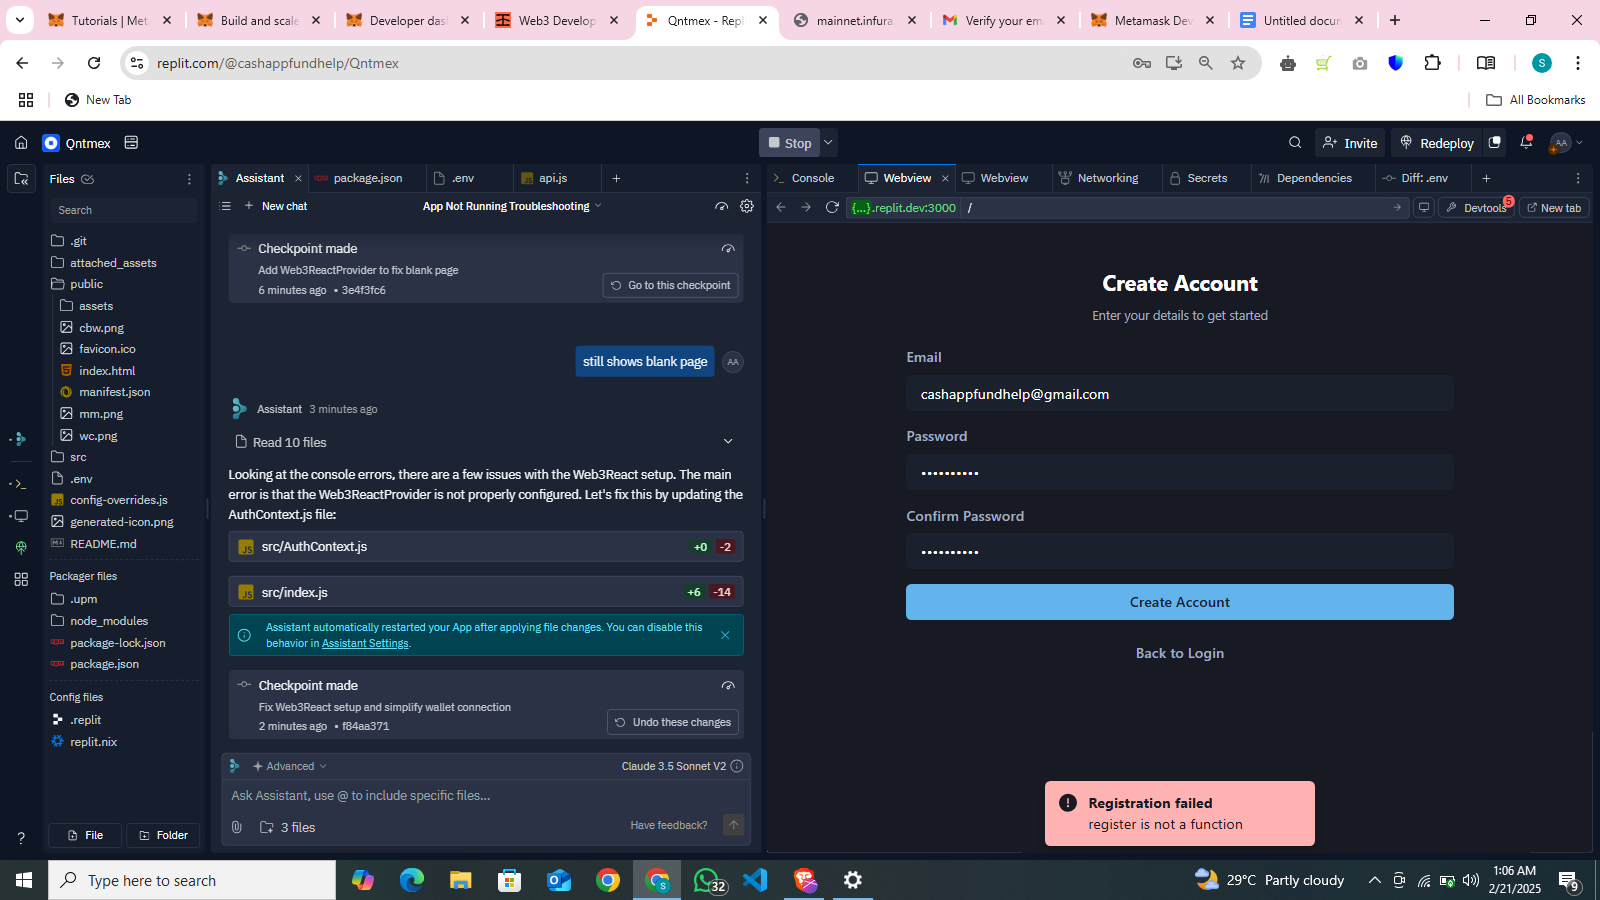 Tutorials | Meta
Build and scale
Developer dash
Web3 Develop
Qntmex - Repl
mainnet.infura
Verify your ema
Metamask Dev
Untitled docum
replit.com/@cashappfundhelp/Qntmex
S
New Tab
All Bookmarks
Qntmex
Stop
Invite
Redeploy
AA
Files
Search
.git
attached_assets
public
assets
cbw.png
favicon.ico
index.html
manifest.json
mm.png
wc.png
src
.env
config-overrides.js
generated-icon.png
README.md
Packager files
.upm
node_modules
package-lock.json
package.json
Config files
.replit
replit.nix
File
Folder
Assistant
package.json
.env
api.js
New chat
App Not Running Troubleshooting
Checkpoint made
Add Web3ReactProvider to fix blank page
6 minutes ago • 3e4f3fc6
Go to this checkpoint
still shows blank page
AA
Assistant 3 minutes ago
Read 10 files
Looking at the console errors, there are a few issues with the Web3React setup. The main
error is that the Web3ReactProvider is not properly configured. Let's fix this by updating the
AuthContext.js file:
JS src/AuthContext.js +0 -2
JS src/index.js +6 -14
Assistant automatically restarted your App after applying file changes. You can disable this
behavior in Assistant Settings.
Checkpoint made
Fix Web3React setup and simplify wallet connection
2 minutes ago • f84aa371
Undo these changes
Advanced
Claude 3.5 Sonnet V2
Ask Assistant, use @ to include specific files...
3 files
Have feedback?
Console
Webview
Webview
Networking
Secrets
Dependencies
Diff: .env
{...}.replit.dev:3000 /
Devtools
5
New tab
Create Account
Enter your details to get started
Email
cashappfundhelp@gmail.com
Password
••••••••••
Confirm Password
••••••••••
Create Account
Back to Login
Registration failed
register is not a function
Type here to search
S
32
29°C Partly cloudy
1:06 AM
2/21/2025
9